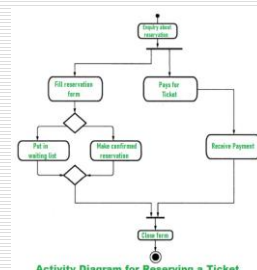 Enquiry about
reservation
Fill reservation
form
Pays for
Ticket
Put in
waiting list
Make confirmed
reservation
Receive Payment
Close form
Activity Diagram for Reserving a Ticket